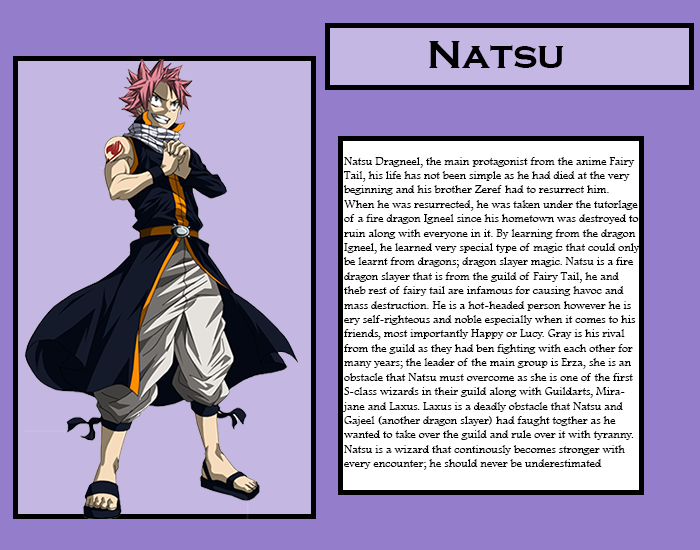 Natsu
Natsu Dragneel, the main protagonist from the anime Fairy
Tail, his life has not been simple as he had died at the very
beginning and his brother Zeref had to resurrect him.
When he was resurrected, he was taken under the tutorlage
of a fire dragon Igneel since his hometown was destroyed to
ruin along with everyone in it. By learning from the dragon
Igneel, he learned very special type of magic that could only
be learnt from dragons; dragon slayer magic. Natsu is a fire
dragon slayer that is from the guild of Fairy Tail, he and
theb rest of fairy tail are infamous for causing havoc and
mass destruction. He is a hot-headed person however he is
ery self-righteous and noble especially when it comes to his
friends, most importantly Happy or Lucy. Gray is his rival
from the guild as they had ben fighting with each other for
many years; the leader of the main group is Erza, she is an
obstacle that Natsu must overcome as she is one of the first
S-class wizards in their guild along with Guildarts, Mira-
jane and Laxus. Laxus is a deadly obstacle that Natsu and
Gajeel (another dragon slayer) had faught togther as he
wanted to take over the guild and rule over it with tyranny.
Natsu is a wizard that continously becomes stronger with
every encounter; he should never be underestimated